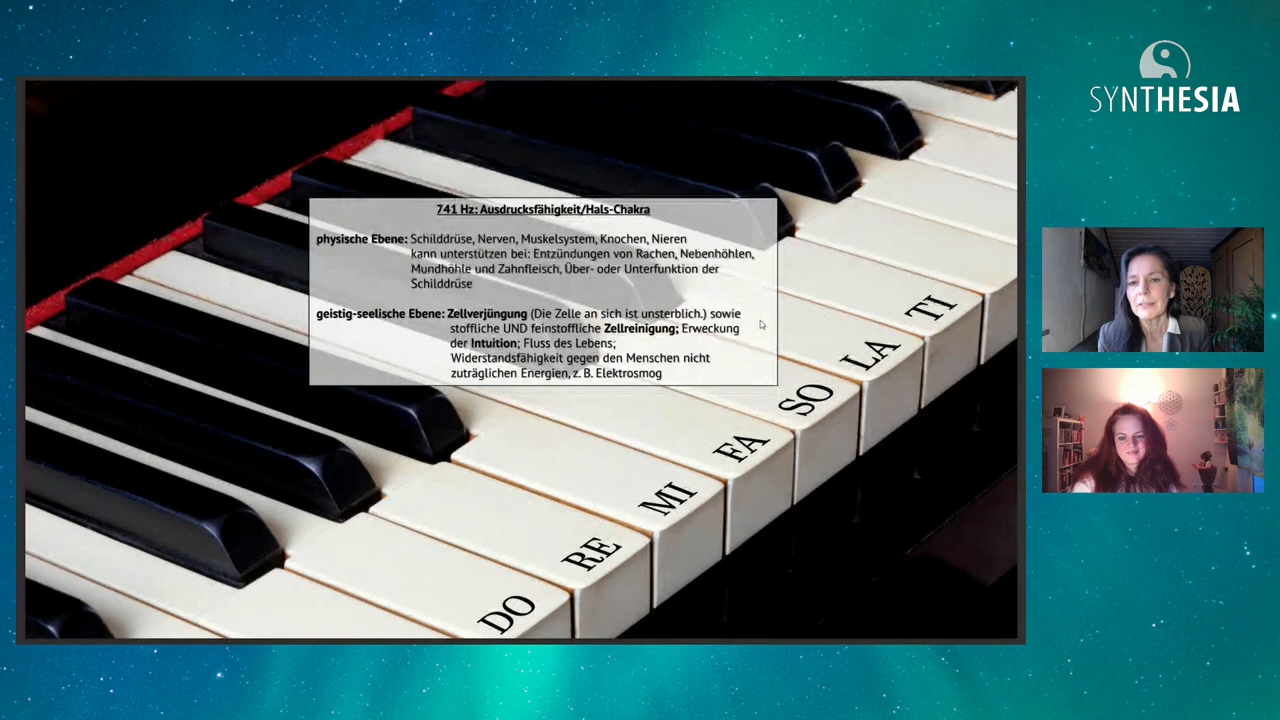 SYNTHESIA
741 Hz: Ausdrucksfähigkeit/Hals-Chakra
physische Ebene: Schilddrüse, Nerven, Muskelsystem, Knochen, Nieren
kann unterstützen bei: Entzündungen von Rachen, Nebenhöhlen,
Mundhöhle und Zahnfleisch, Über- oder Unterfunktion der
Schilddrüse
geistig-seelische Ebene: Zellverjüngung (Die Zelle an sich ist unsterblich.) sowie
stoffliche UND feinstoffliche Zellreinigung; Erweckung
der Intuition; Fluss des Lebens;
Widerstandsfähigkeit gegen den Menschen nicht
zuträglichen Energien, z. B. Elektrosmog
DO
RE
MI
FA
SO
LA
TI